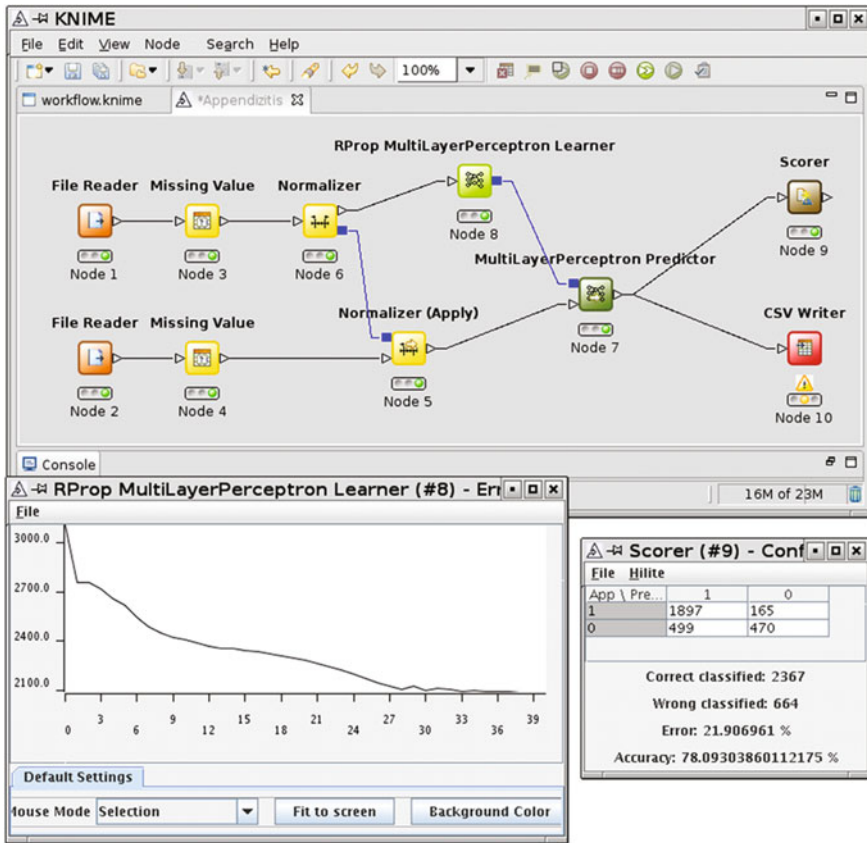 KNIME
File Edit View Node Search Help
100%
workflow.knime *Appendizitis
RProp MultiLayerPerceptron Learner
Scorer
File Reader Missing Value Normalizer
Node 8
Node 9
Node 1 Node 3 Node 6
MultiLayerPerceptron Predictor
File Reader Missing Value Normalizer (Apply)
CSV Writer
Node 7
Node 2 Node 4 Node 5
Node 10
Console
16M of 23M
RProp MultiLayerPerceptron Learner (#8) - Err
File
3000.0
2700.0
2400.0
2100.0
0 3 6 9 12 15 18 21 24 27 30 33 36 39
Default Settings
Mouse Mode Selection Fit to screen Background Color
Scorer (#9) - Conf
File Hilite
App \ Pre... 1 0
1 1897 165
0 499 470
Correct classified: 2367
Wrong classified: 664
Error: 21.906961 %
Accuracy: 78.09303860112175 %